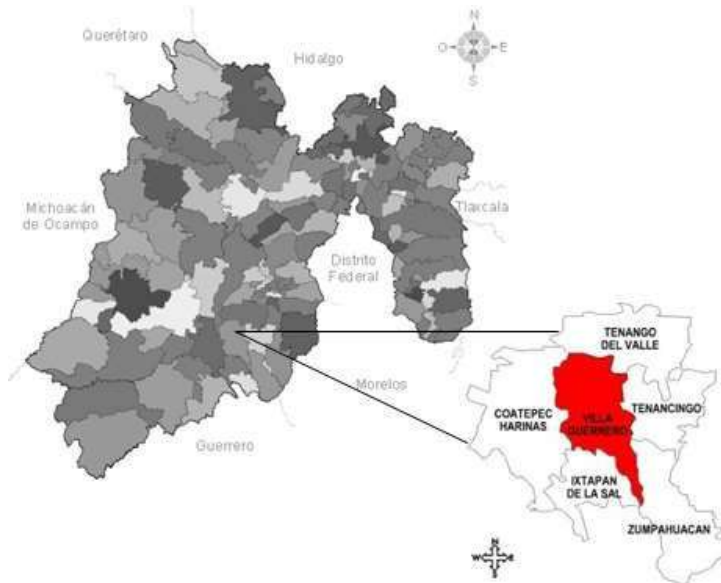 Querétaro
Hidalgo
N
O E
S
Michoacán
de Ocampo
Tlaxcala
Distrito
Federal
Morelos
Guerrero
TENANGO
DEL VALLE
COATEPEC
HARINAS
VILLA
GUERRERO
TENANCINGO
IXTAPAN
DE LA SAL
ZUMPAHUACAN
N
W E
S